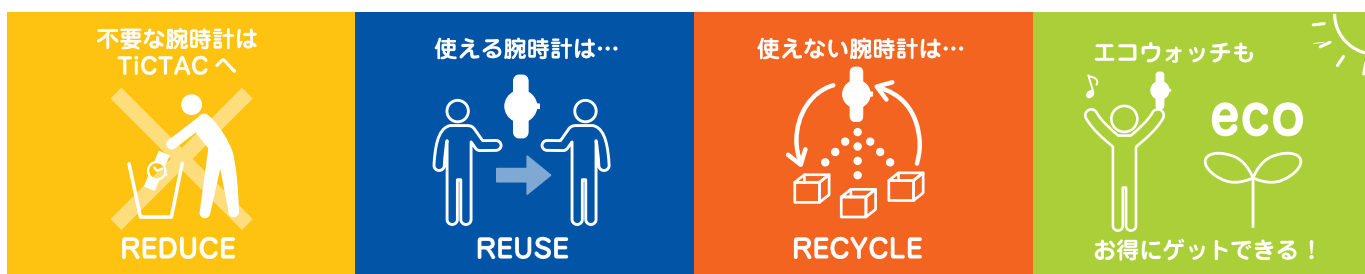 不要な腕時計は
TiCTACへ
REDUCE
使える腕時計は…
REUSE
使えない腕時計は…
RECYCLE
エコウォッチも
eco
お得にゲットできる！